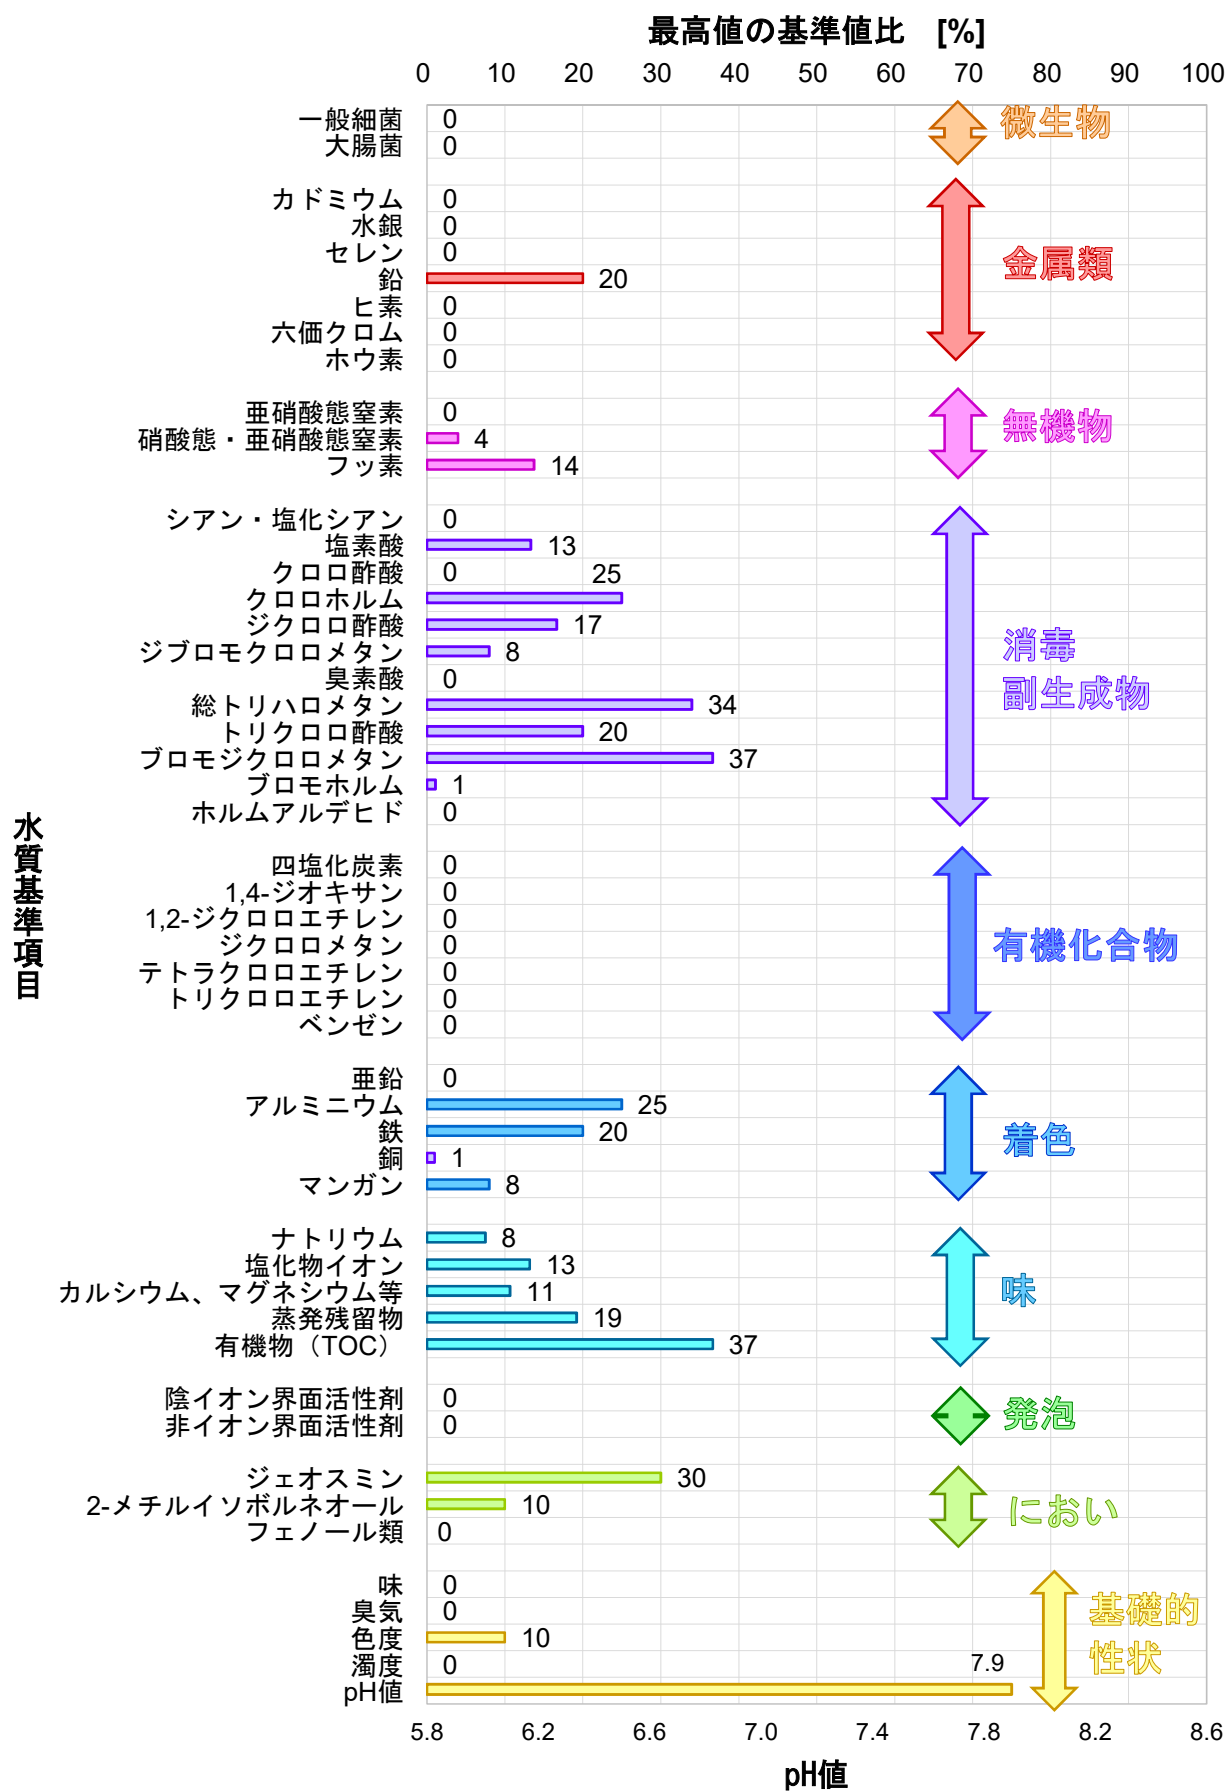 最高値の基準値比　[%]
0 10 20 30 40 50 60 70 80 90 100
一般細菌 0
大腸菌 0
微生物
カドミウム 0
水銀 0
セレン 0
鉛 20
ヒ素 0
六価クロム 0
ホウ素 0
金属類
亜硝酸態窒素 0
硝酸態・亜硝酸態窒素 4
フッ素 14
無機物
シアン・塩化シアン 0
塩素酸 13
クロロ酢酸 0
クロロホルム 25
ジクロロ酢酸 17
ジブロモクロロメタン 8
臭素酸 0
総トリハロメタン 34
トリクロロ酢酸 20
ブロモジクロロメタン 37
ブロモホルム 1
ホルムアルデヒド 0
消毒
副生成物
水質基準項目
四塩化炭素 0
1,4-ジオキサン 0
1,2-ジクロロエチレン 0
ジクロロメタン 0
テトラクロロエチレン 0
トリクロロエチレン 0
ベンゼン 0
有機化合物
亜鉛 0
アルミニウム 25
鉄 20
銅 1
マンガン 8
着色
ナトリウム 8
塩化物イオン 13
カルシウム、マグネシウム等 11
蒸発残留物 19
有機物（TOC） 37
味
陰イオン界面活性剤 0
非イオン界面活性剤 0
発泡
ジェオスミン 30
2-メチルイソボルネオール 10
フェノール類 0
におい
味 0
臭気 0
色度 10
濁度 0
pH値 7.9
基礎的
性状
5.8 6.2 6.6 7.0 7.4 7.8 8.2 8.6
pH値